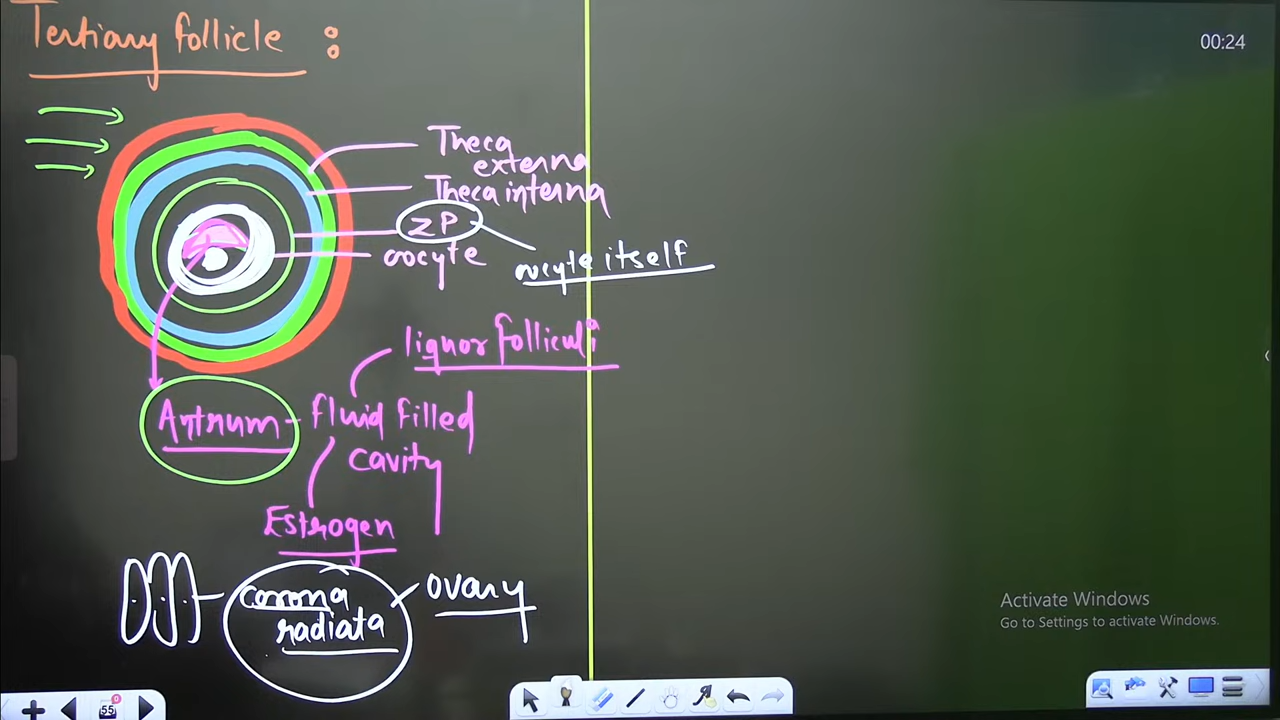 Tertiary follicle :
00:24
Theca
externa
Theca interna
ZP
oocyte
oocyte itself
liquor folliculi
Antrum - fluid filled
cavity
Estrogen
corona
radiata
ovary
Activate Windows
Go to Settings to activate Windows.
55
0